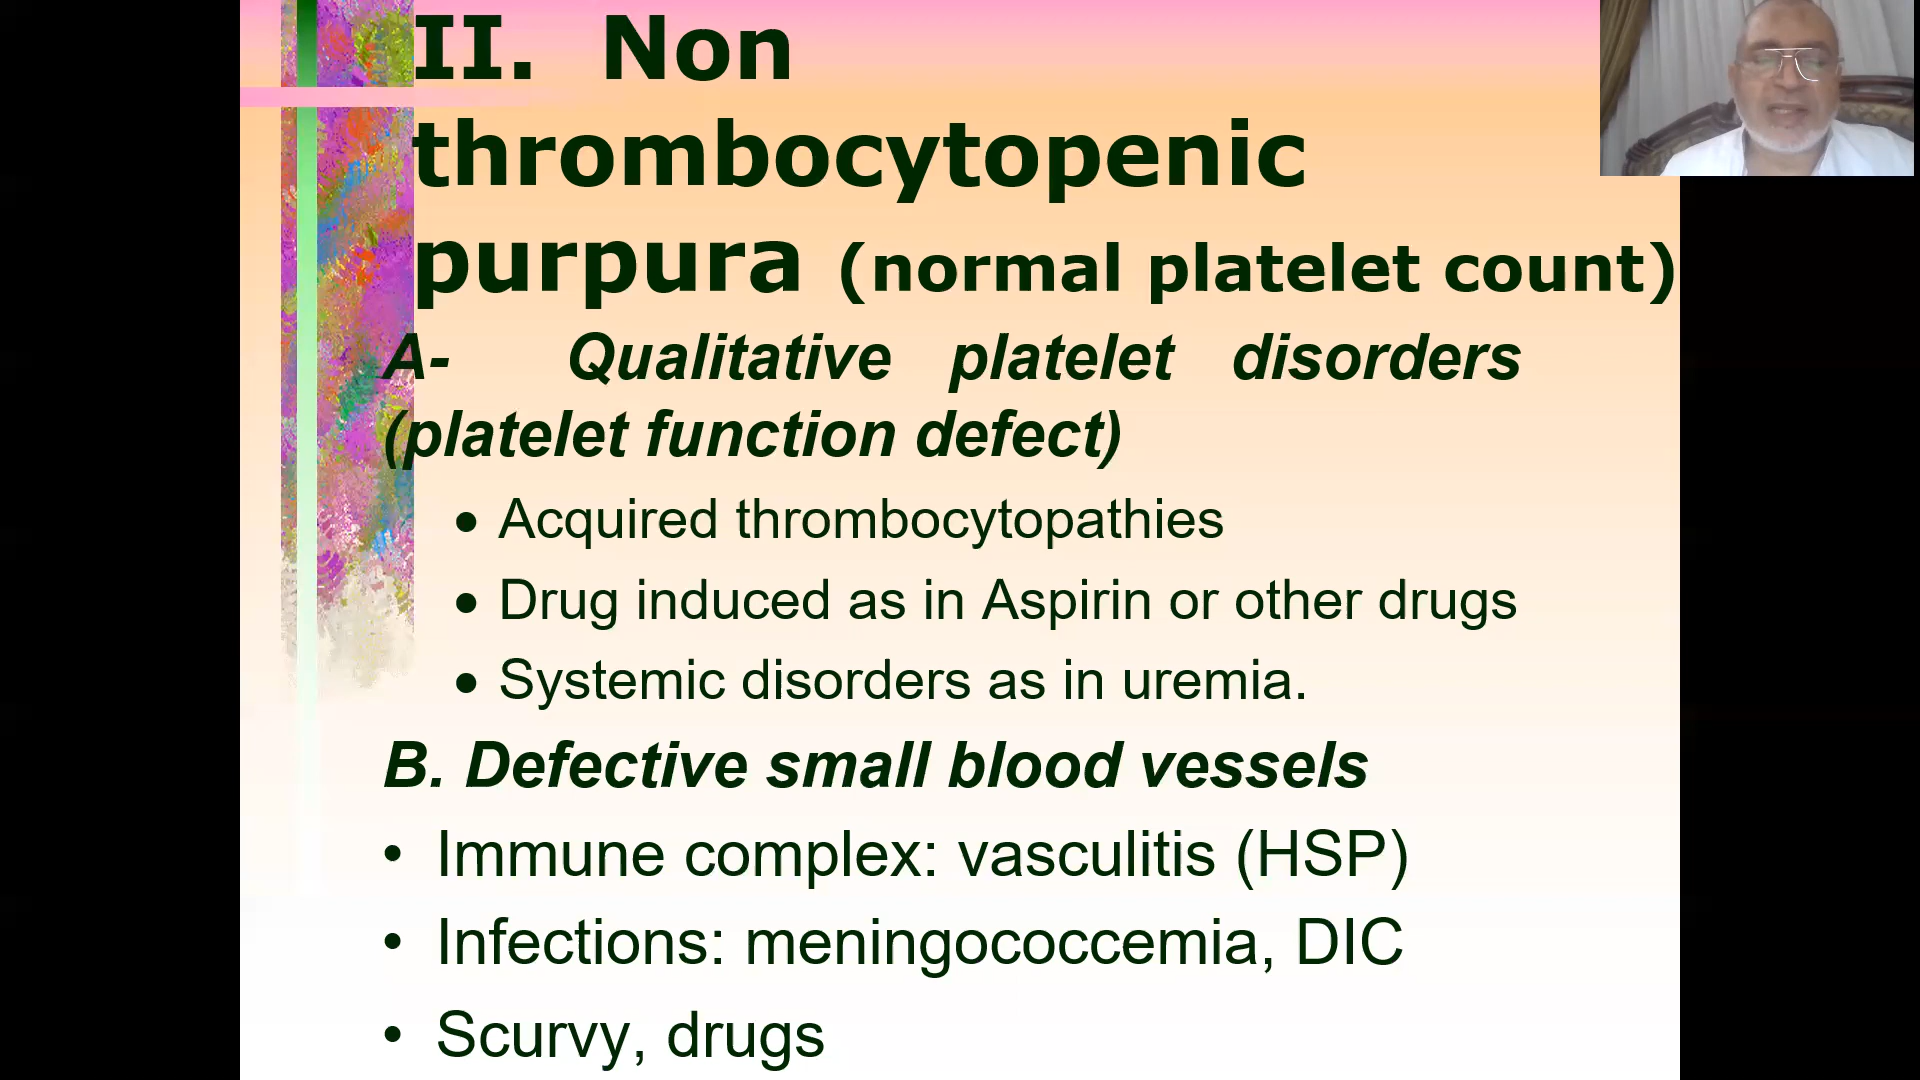 II. Non
thrombocytopenic
purpura (normal platelet count)
A- Qualitative platelet disorders
(platelet function defect)
• Acquired thrombocytopathies
• Drug induced as in Aspirin or other drugs
• Systemic disorders as in uremia.
B. Defective small blood vessels
• Immune complex: vasculitis (HSP)
• Infections: meningococcemia, DIC
• Scurvy, drugs